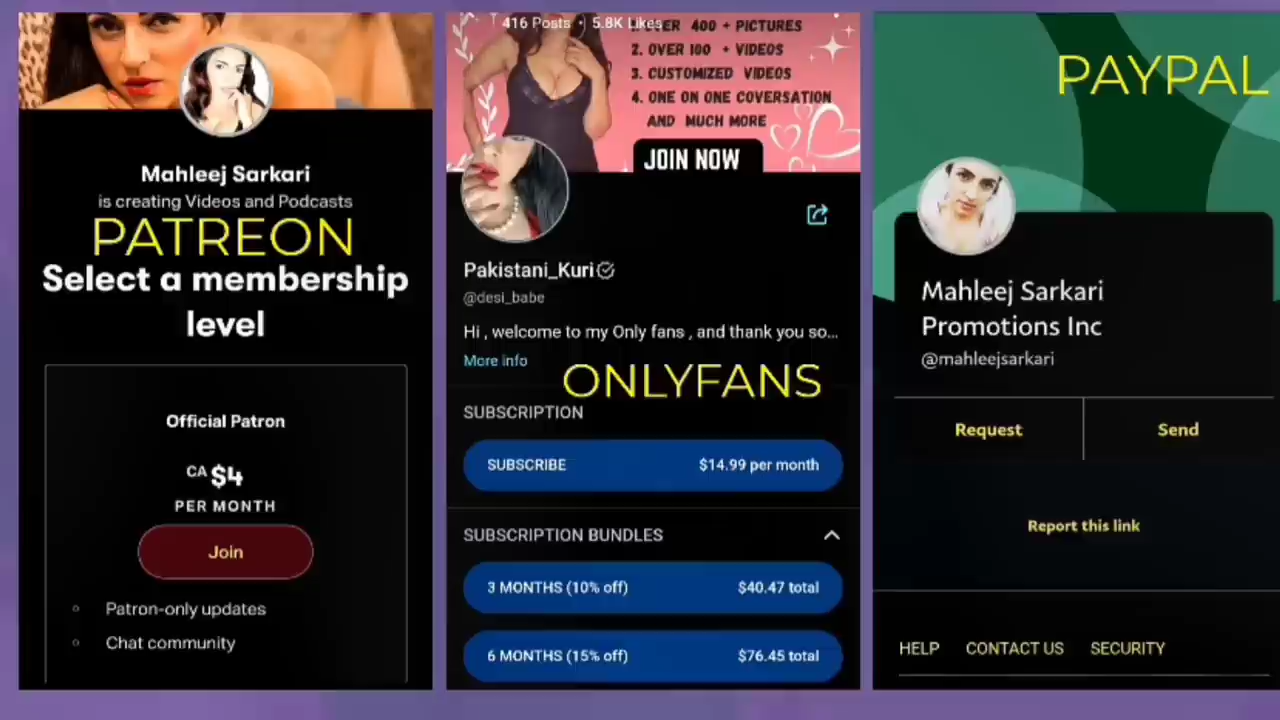 Mahleej Sarkari
is creating Videos and Podcasts
PATREON
Select a membership
level
Official Patron
CA $4
PER MONTH
Join
Patron-only updates
Chat community
416 Posts • 5.8K Likes
1. OVER 400 + PICTURES
2. OVER 100 + VIDEOS
3. CUSTOMIZED VIDEOS
4. ONE ON ONE COVERSATION
AND MUCH MORE
JOIN NOW
Pakistani_Kuri
@desi_babe
Hi , welcome to my Only fans , and thank you so...
More info
ONLYFANS
SUBSCRIPTION
SUBSCRIBE $14.99 per month
SUBSCRIPTION BUNDLES
3 MONTHS (10% off) $40.47 total
6 MONTHS (15% off) $76.45 total
PAYPAL
Mahleej Sarkari
Promotions Inc
@mahleejsarkari
Request Send
Report this link
HELP CONTACT US SECURITY